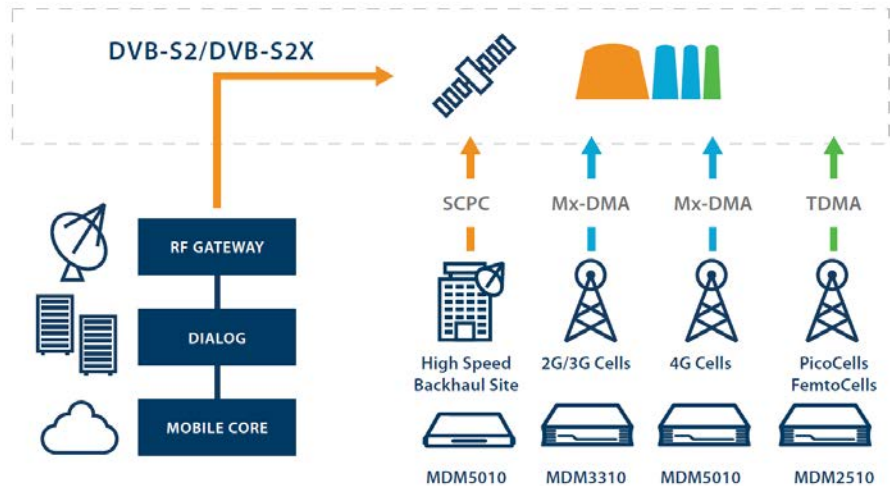 DVB-S2/DVB-S2X
SCPC
Mx-DMA
Mx-DMA
TDMA
RF GATEWAY
DIALOG
MOBILE CORE
High Speed
Backhaul Site
2G/3G Cells
4G Cells
PicoCells
FemtoCells
MDM5010
MDM3310
MDM5010
MDM2510